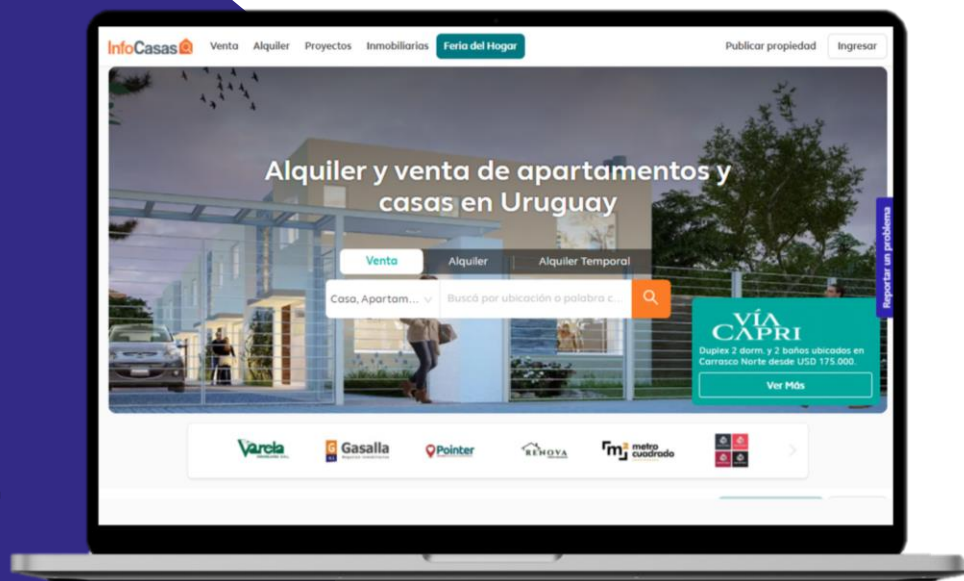 InfoCasas
Venta
Alquiler
Proyectos
Inmobiliarias
Feria del Hogar
Publicar propiedad
Ingresar
Alquiler y venta de apartamentos y
casas en Uruguay
Venta
Alquiler
Alquiler Temporal
Casa, Apartam...
Buscá por ubicación o palabra c...
Reportar un problema
VÍA
CAPRI
Duplex 2 dorm. y 2 baños ubicados en
Carrasco Norte desde USD 175.000.
Ver Más
Varela
Gasalla
Pointer
RENOVA
metro
cuadrado